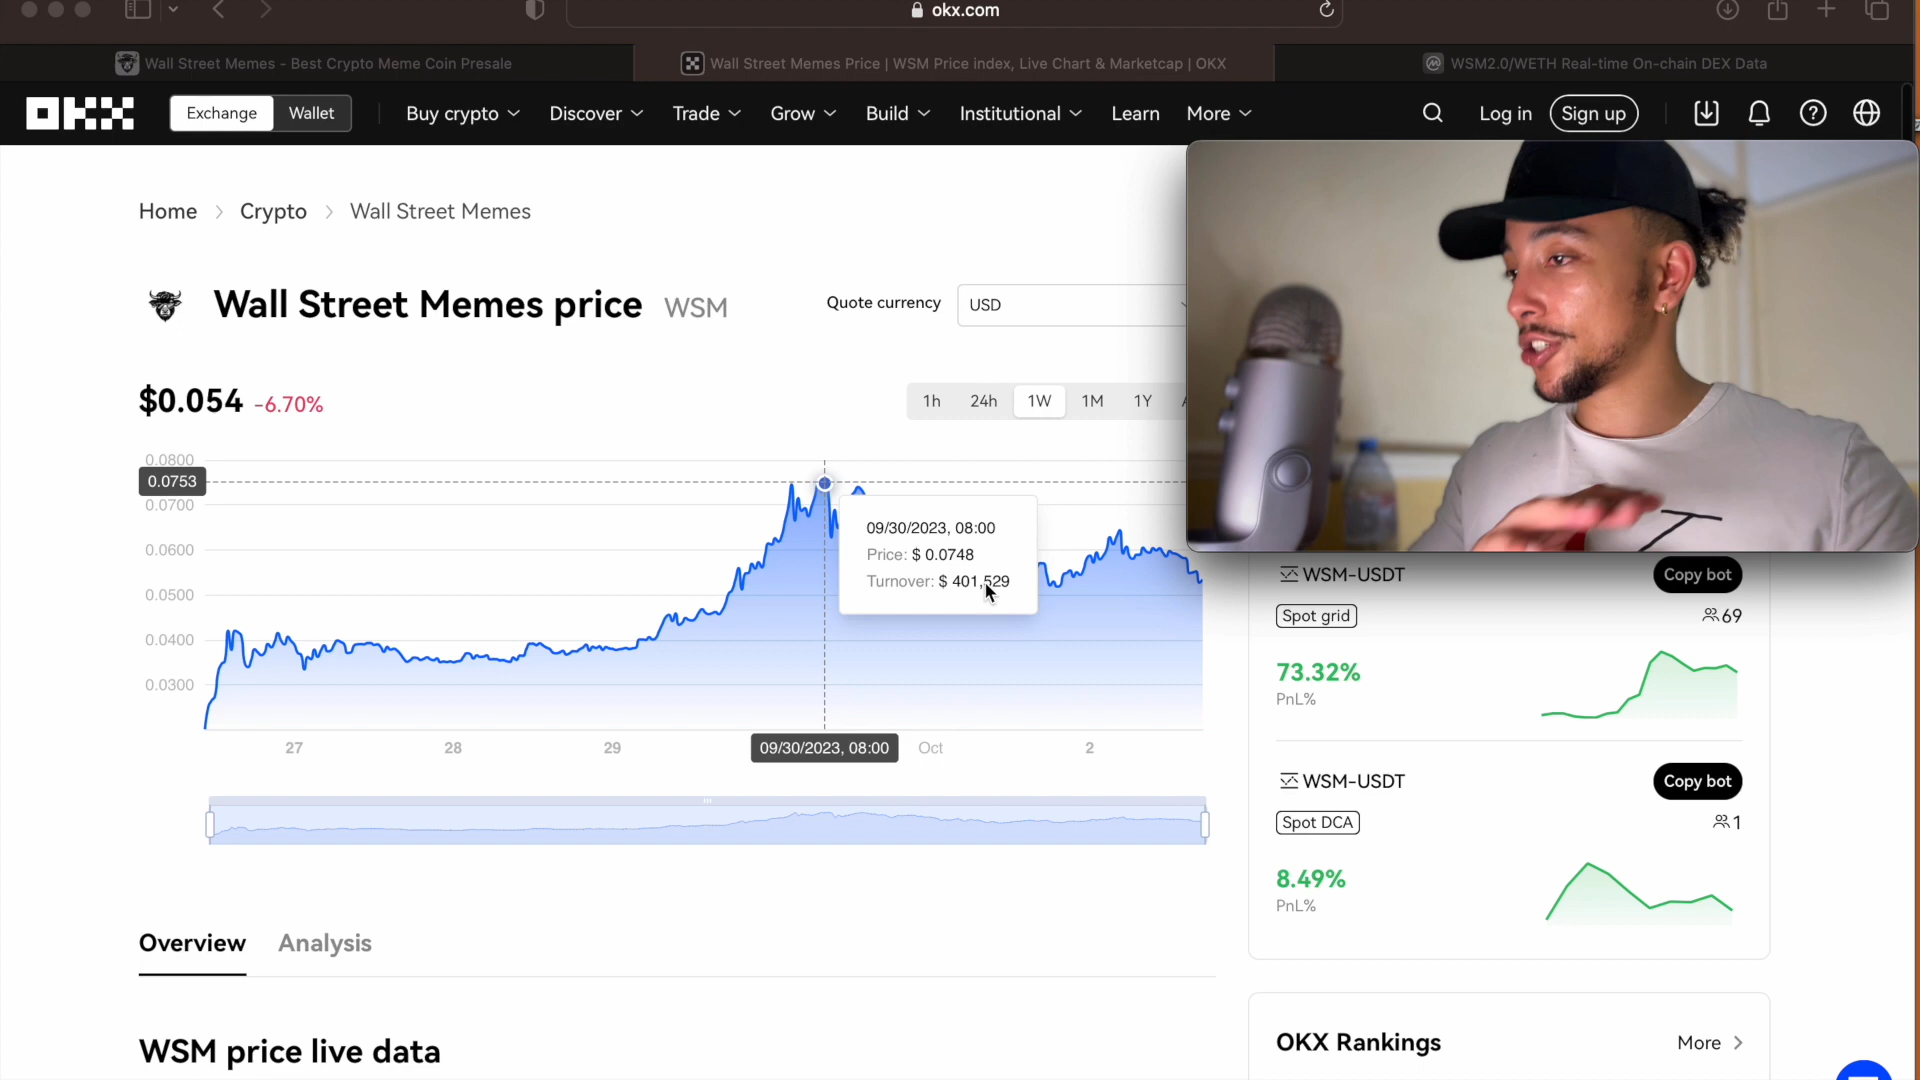 okx.com
Wall Street Memes - Best Crypto Meme Coin Presale
Wall Street Memes Price | WSM Price index, Live Chart & Marketcap | OKX
WSM2.0/WETH Real-time On-chain DEX Data
OKX
Exchange
Wallet
Buy crypto
Discover
Trade
Grow
Build
Institutional
Learn
More
Log in
Sign up
Home
Crypto
Wall Street Memes
Wall Street Memes price WSM
Quote currency
USD
$0.054 -6.70%
1h
24h
1W
1M
1Y
0.0800
0.0753
0.0700
0.0600
0.0500
0.0400
0.0300
09/30/2023, 08:00
Price: $ 0.0748
Turnover: $ 401,529
27
28
29
09/30/2023, 08:00
Oct
2
WSM-USDT
Copy bot
Spot grid
69
73.32%
PnL%
WSM-USDT
Copy bot
Spot DCA
1
8.49%
PnL%
Overview
Analysis
WSM price live data
OKX Rankings
More